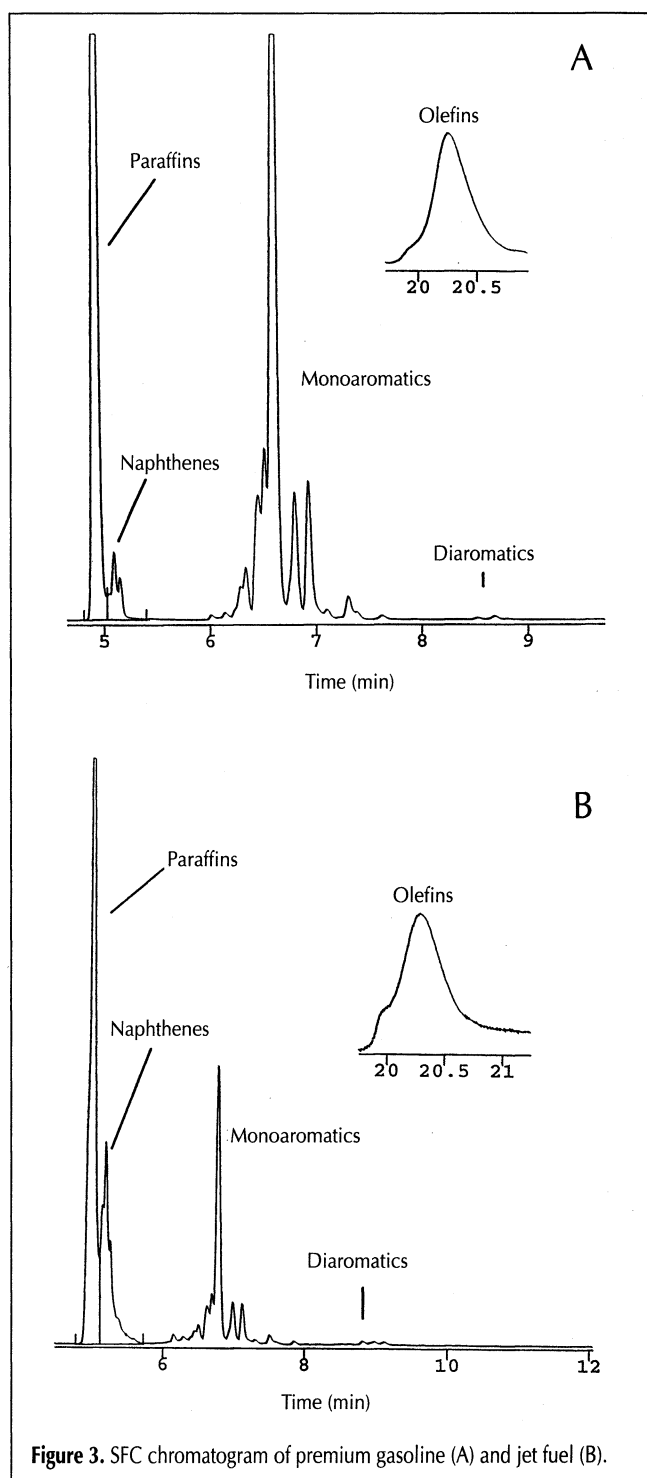 A
Olefins
Paraffins
20 20.5
Monoaromatics
Naphthenes
Diaromatics
5 6 7 8 9
Time (min)
B
Paraffins
Olefins
Naphthenes
20 20.5 21
Monoaromatics
Diaromatics
6 8 10 12
Time (min)
Figure 3. SFC chromatogram of premium gasoline (A) and jet fuel (B).